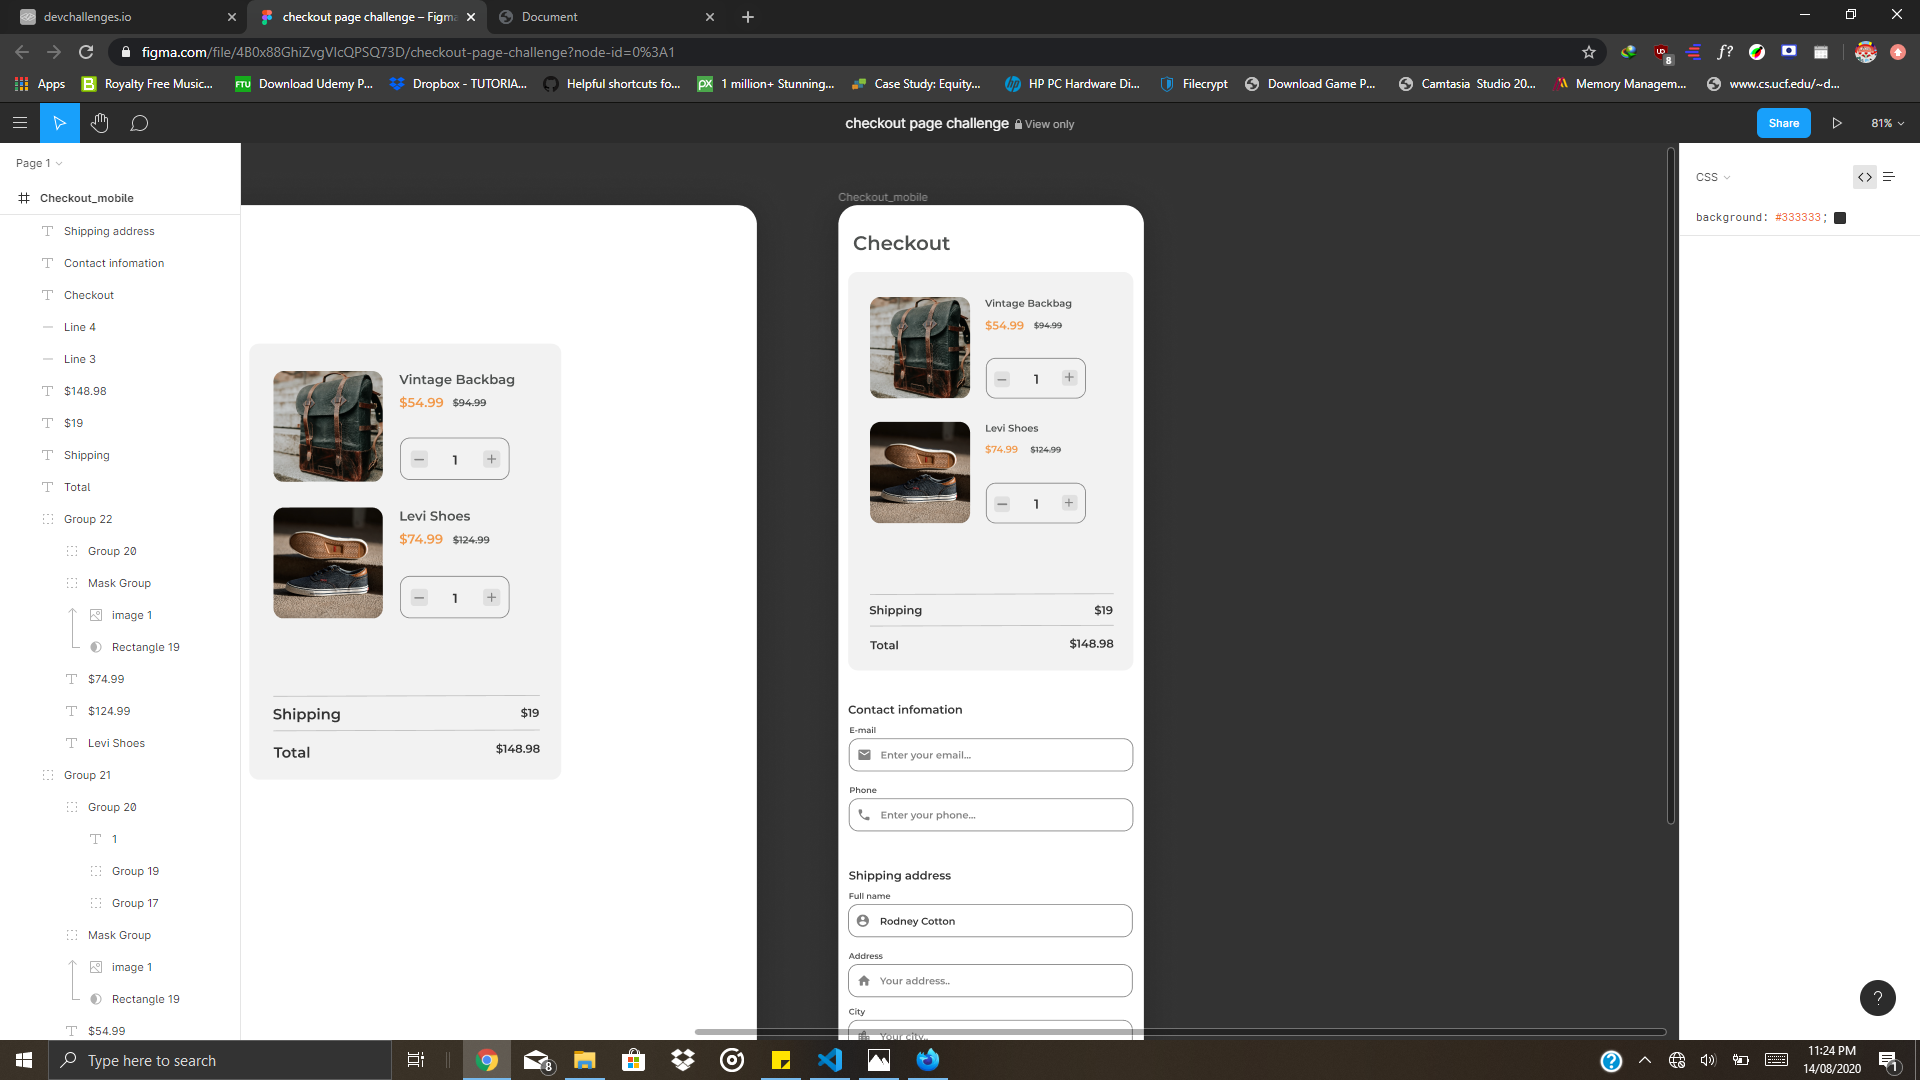 devchallenges.io
checkout page challenge – Figma
Document
figma.com/file/4B0x88GhiZvgVIcQPSQ73D/checkout-page-challenge?node-id=0%3A1
Apps
Royalty Free Music...
Download Udemy P...
Dropbox - TUTORIA...
Helpful shortcuts fo...
1 million+ Stunning...
Case Study: Equity...
HP PC Hardware Di...
Filecrypt
Download Game P...
Camtasia Studio 20...
Memory Managem...
www.cs.ucf.edu/~d...
checkout page challenge View only
Share
81%
Page 1
Checkout_mobile
Shipping address
Contact infomation
Checkout
Line 4
Line 3
$148.98
$19
Shipping
Total
Group 22
Group 20
Mask Group
image 1
Rectangle 19
$74.99
$124.99
Levi Shoes
Group 21
Group 20
1
Group 19
Group 17
Mask Group
image 1
Rectangle 19
$54.99
Vintage Backbag
$54.99 $94.99
1
Levi Shoes
$74.99 $124.99
1
Shipping $19
Total $148.98
Checkout_mobile
Checkout
Vintage Backbag
$54.99 $94.99
1
Levi Shoes
$74.99 $124.99
1
Shipping $19
Total $148.98
Contact infomation
E-mail
Enter your email...
Phone
Enter your phone...
Shipping address
Full name
Rodney Cotton
Address
Your address..
City
Your city..
CSS
background: #333333;
?
Type here to search
8
11:24 PM
14/08/2020
1